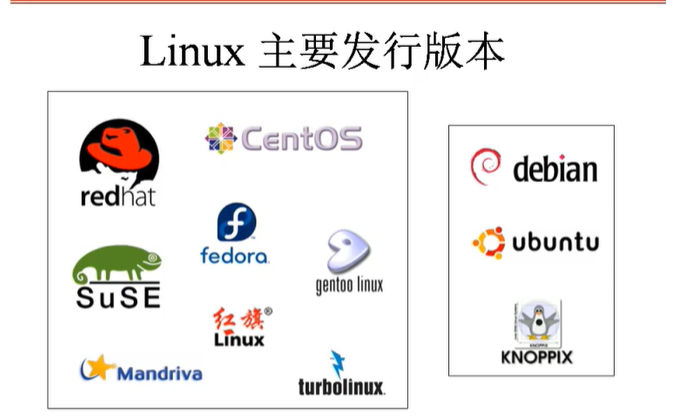 Linux 主要发行版本
redhat
CentOS
fedora
SuSE
gentoo linux
红旗®
Linux
Mandriva
turbolinux
debian
ubuntu
KNOPPIX